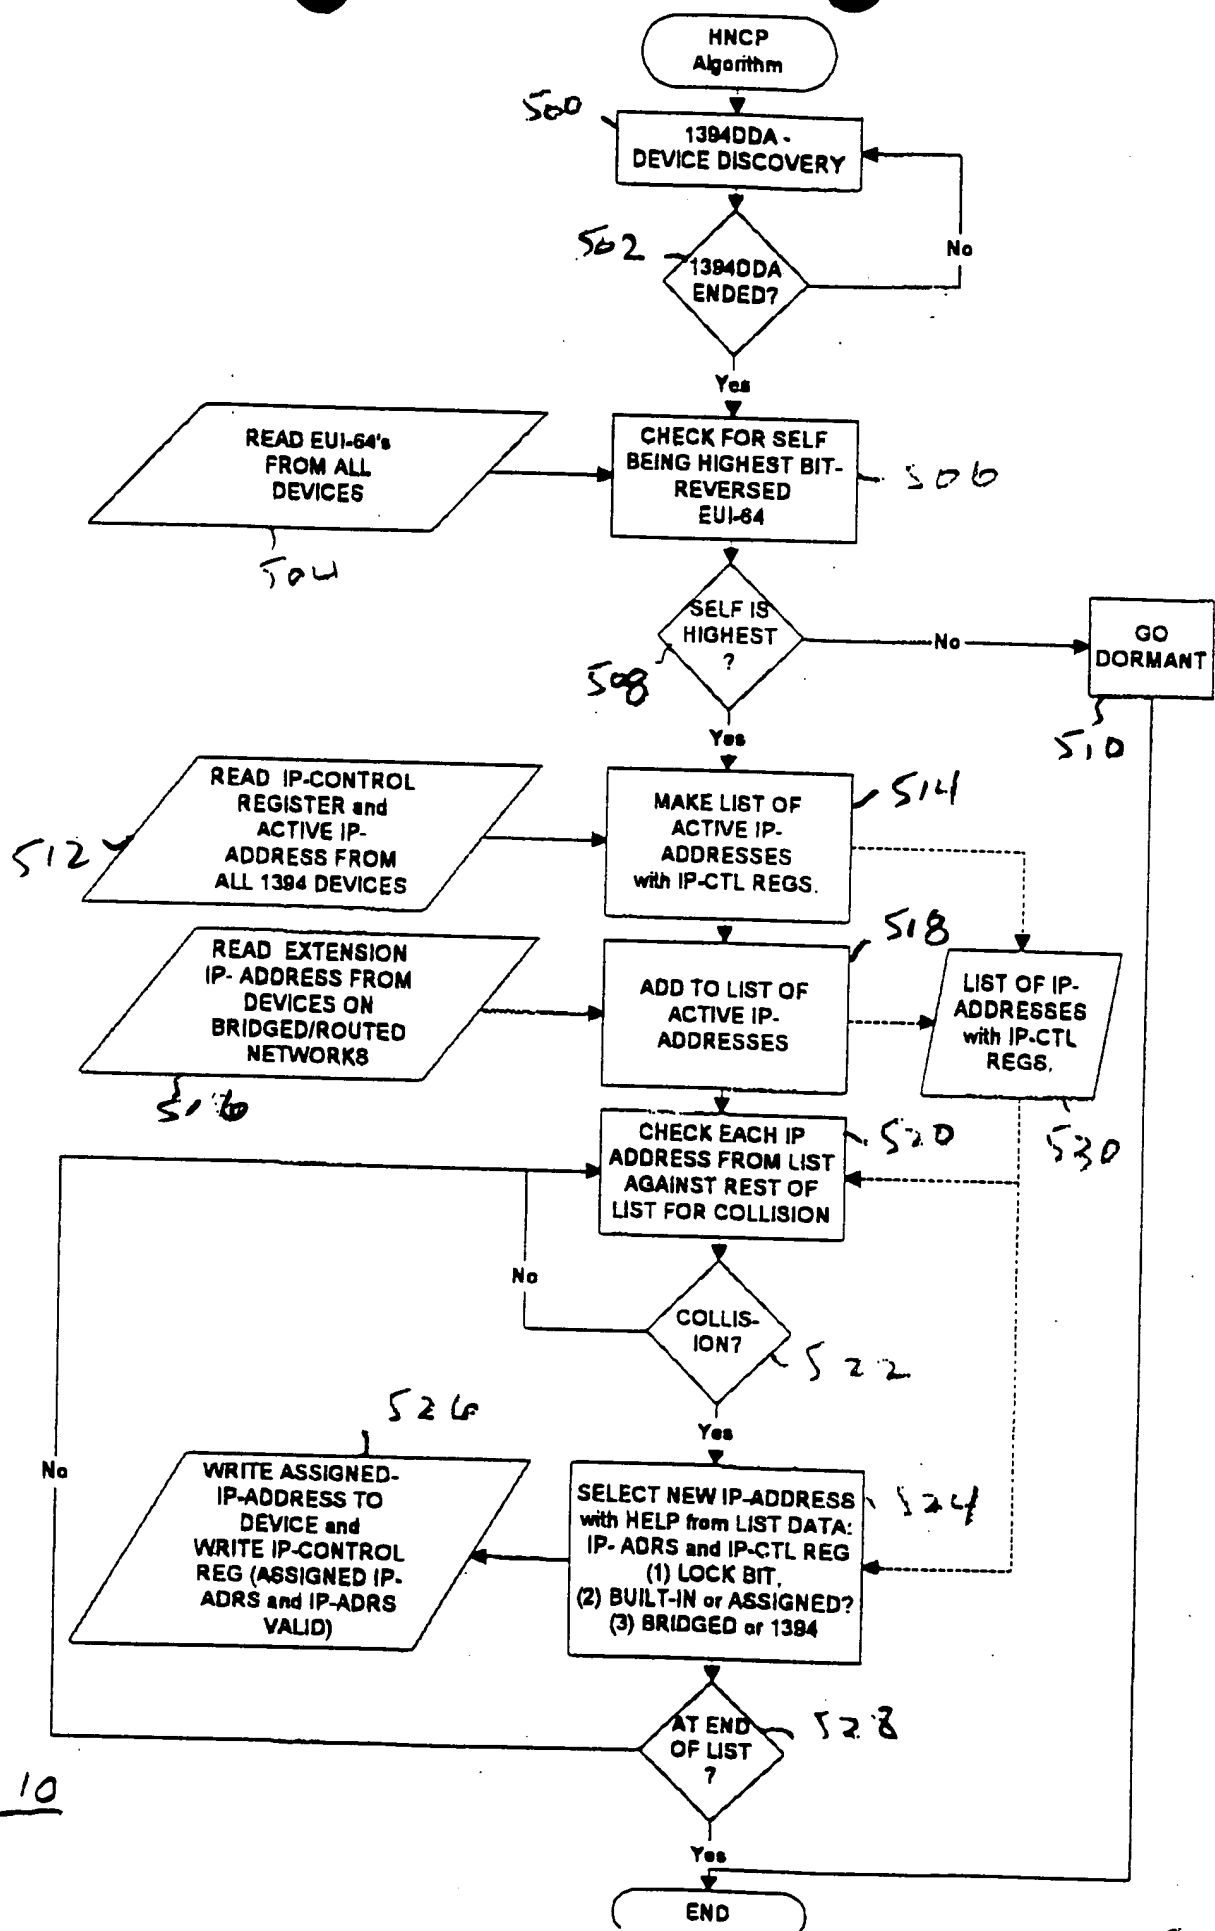 HNCP
Algorithm
500
1394DDA -
DEVICE DISCOVERY
502
1394DDA
ENDED?
No
Yes
READ EUI-64's
FROM ALL
DEVICES
504
CHECK FOR SELF
BEING HIGHEST BIT-
REVERSED
EUI-64
506
SELF IS
HIGHEST
?
508
No
GO
DORMANT
510
Yes
READ IP-CONTROL
REGISTER and
ACTIVE IP-
ADDRESS FROM
ALL 1394 DEVICES
512
MAKE LIST OF
ACTIVE IP-
ADDRESSES
with IP-CTL REGS.
514
READ EXTENSION
IP- ADDRESS FROM
DEVICES ON
BRIDGED/ROUTED
NETWORKS
516
ADD TO LIST OF
ACTIVE IP-
ADDRESSES
518
LIST OF IP-
ADDRESSES
with IP-CTL
REGS.
530
CHECK EACH IP
ADDRESS FROM LIST
AGAINST REST OF
LIST FOR COLLISION
520
No
COLLIS-
ION?
522
Yes
526
No
WRITE ASSIGNED-
IP-ADDRESS TO
DEVICE and
WRITE IP-CONTROL
REG (ASSIGNED IP-
ADRS and IP-ADRS
VALID)
SELECT NEW IP-ADDRESS
with HELP from LIST DATA:
IP- ADRS and IP-CTL REG
(1) LOCK BIT,
(2) BUILT-IN or ASSIGNED?
(3) BRIDGED or 1394
524
AT END
OF LIST
?
528
10
Yes
END